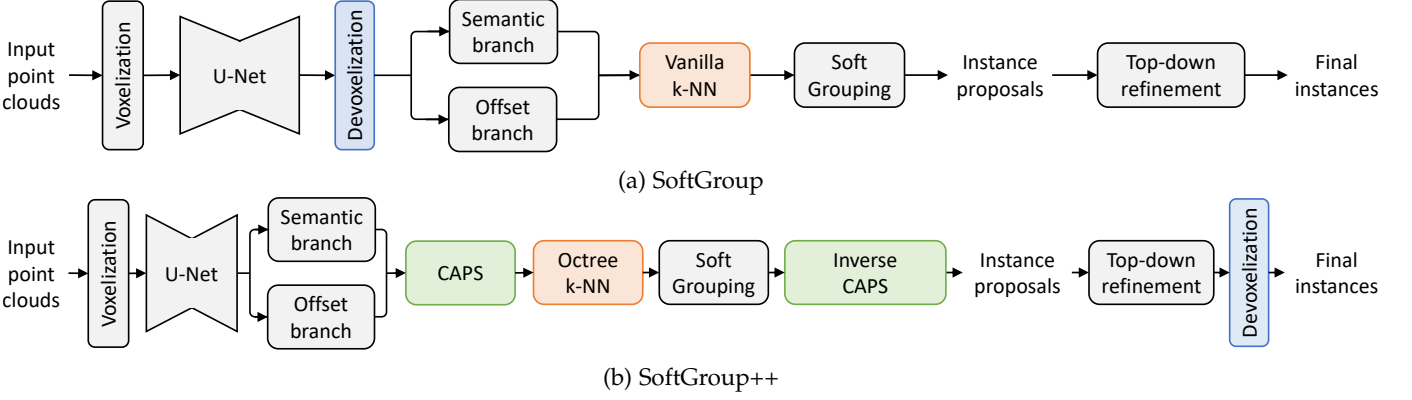 Input
point
clouds
Voxelization
U-Net
Devoxelization
Semantic
branch
Offset
branch
Vanilla
k-NN
Soft
Grouping
Instance
proposals
Top-down
refinement
Final
instances
(a) SoftGroup
Input
point
clouds
Voxelization
U-Net
Semantic
branch
Offset
branch
CAPS
Octree
k-NN
Soft
Grouping
Inverse
CAPS
Instance
proposals
Top-down
refinement
Devoxelization
Final
instances
(b) SoftGroup++